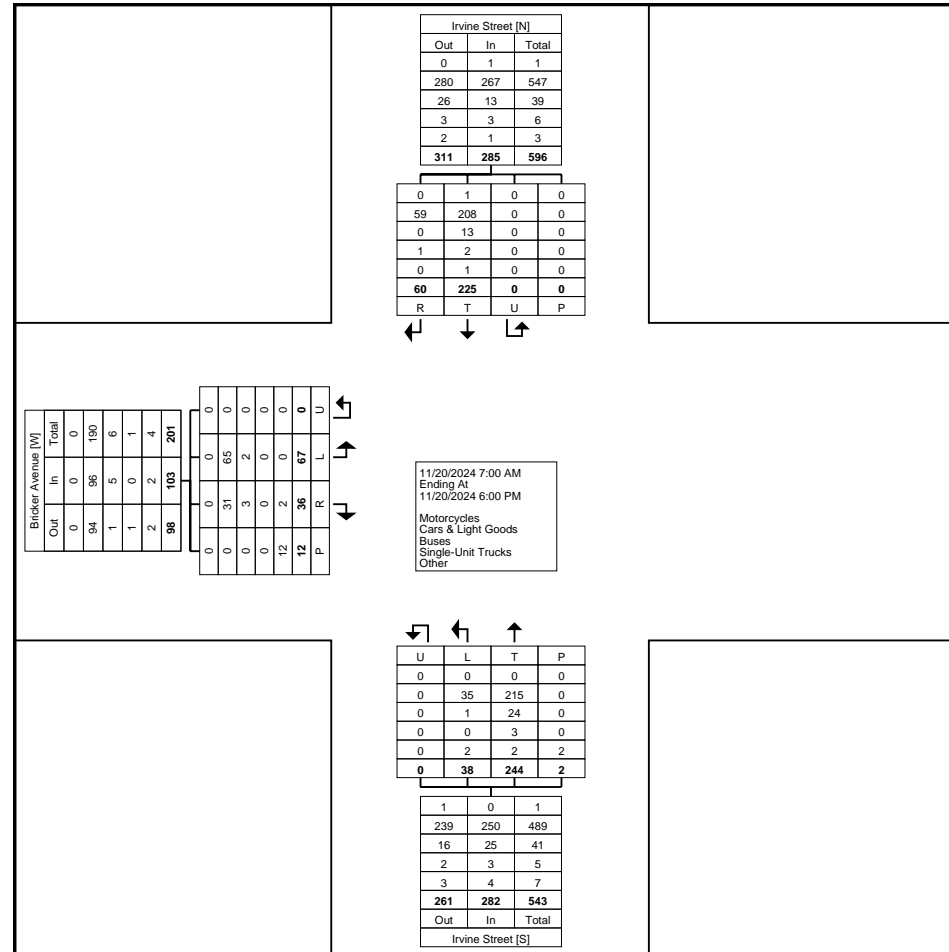 Irvine Street [N]
Out In Total
0 1 1
280 267 547
26 13 39
3 3 6
2 1 3
311 285 596
0 1 0 0
59 208 0 0
0 13 0 0
1 2 0 0
0 1 0 0
60 225 0 0
R T U P
Bricker Avenue [W]
Out In Total
0 0 0
94 96 190
1 5 6
1 0 1
2 2 4
98 103 201
0 0 0 0
0 31 65 0
0 3 2 0
0 0 0 0
12 2 0 0
12 36 67 0
P R L U
11/20/2024 7:00 AM
Ending At
11/20/2024 6:00 PM
Motorcycles
Cars & Light Goods
Buses
Single-Unit Trucks
Other
U L T P
0 0 0 0
0 35 215 0
0 1 24 0
0 0 3 0
0 2 2 2
0 38 244 2
1 0 1
239 250 489
16 25 41
2 3 5
3 4 7
261 282 543
Out In Total
Irvine Street [S]